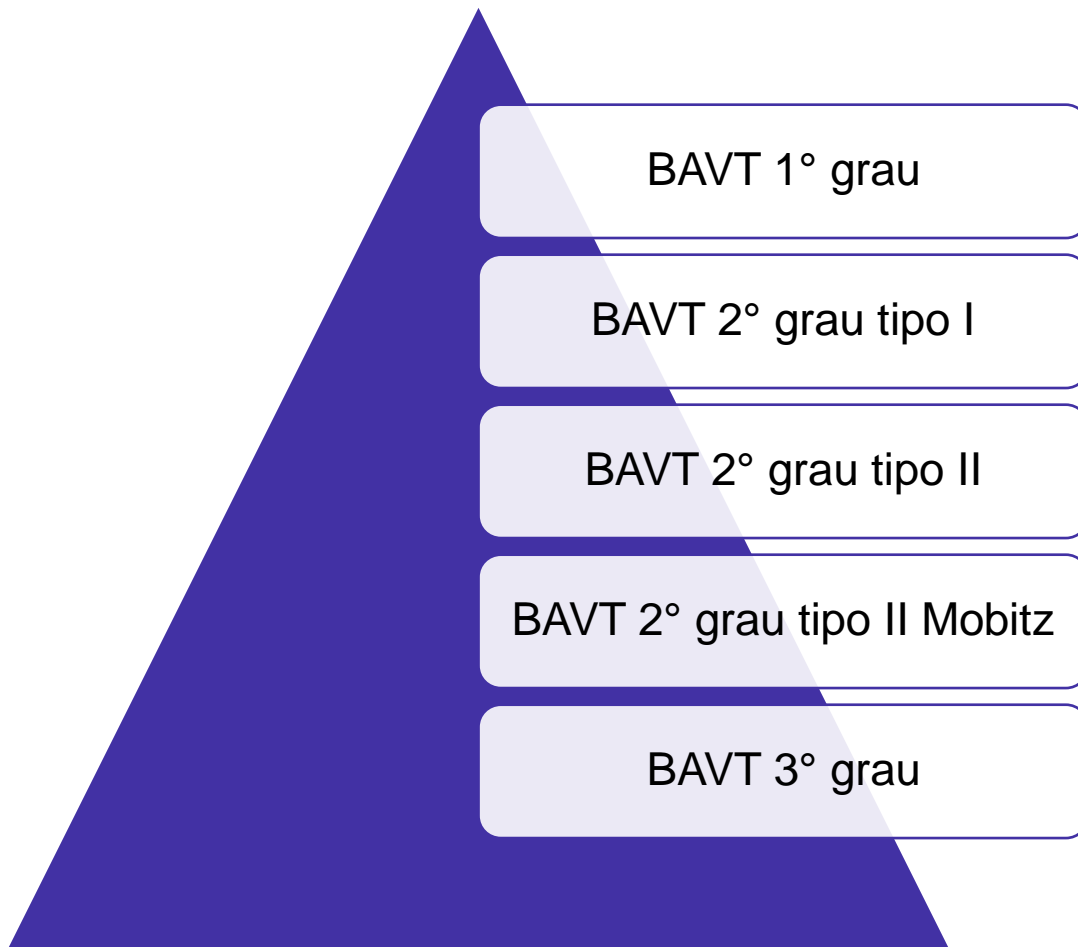 BAVT 1° grau
BAVT 2° grau tipo I
BAVT 2° grau tipo II
BAVT 2° grau tipo II Mobitz
BAVT 3° grau